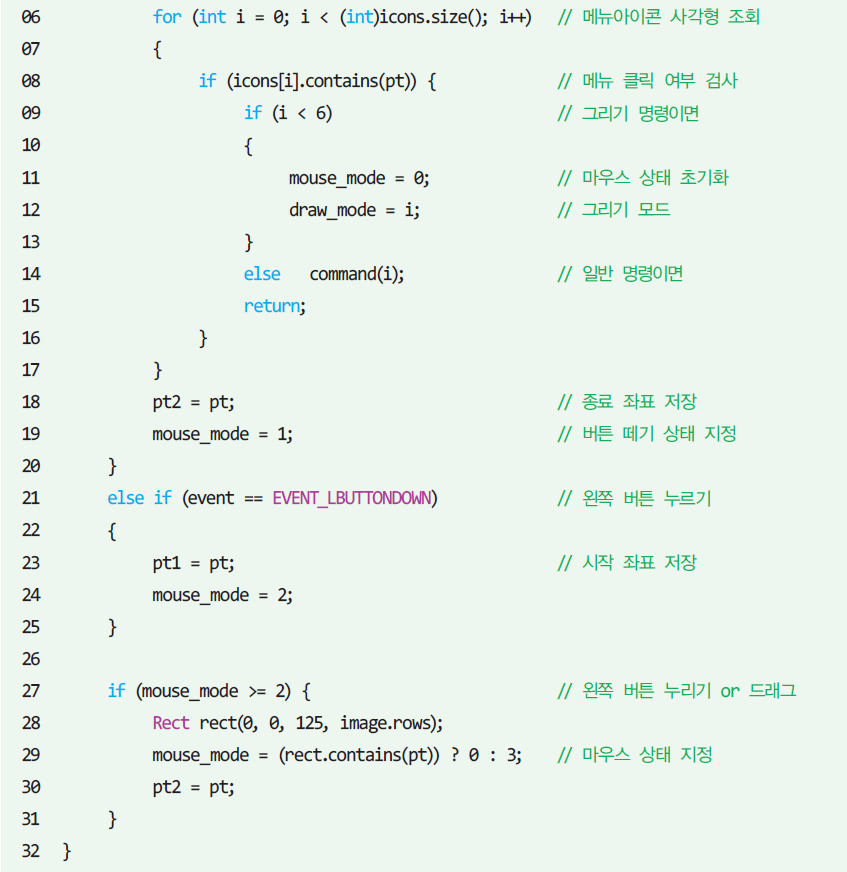 06 for (int i = 0; i < (int)icons.size(); i++) // 메뉴아이콘 사각형 조회
07 {
08 if (icons[i].contains(pt)) { // 메뉴 클릭 여부 검사
09 if (i < 6) // 그리기 명령이면
10 {
11 mouse_mode = 0; // 마우스 상태 초기화
12 draw_mode = i; // 그리기 모드
13 }
14 else command(i); // 일반 명령이면
15 return;
16 }
17 }
18 pt2 = pt; // 종료 좌표 저장
19 mouse_mode = 1; // 버튼 떼기 상태 지정
20 }
21 else if (event == EVENT_LBUTTONDOWN) // 왼쪽 버튼 누르기
22 {
23 pt1 = pt; // 시작 좌표 저장
24 mouse_mode = 2;
25 }
26
27 if (mouse_mode >= 2) { // 왼쪽 버튼 누리기 or 드래그
28 Rect rect(0, 0, 125, image.rows);
29 mouse_mode = (rect.contains(pt)) ? 0 : 3; // 마우스 상태 지정
30 pt2 = pt;
31 }
32 }